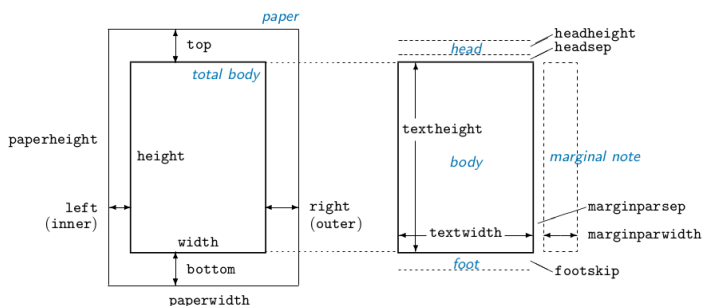 paper
headheight
top
head
headsep
total body
textheight
paperheight
height
body
marginal note
left
(inner)
right
(outer)
marginparsep
textwidth
marginparwidth
width
bottom
foot
footskip
paperwidth